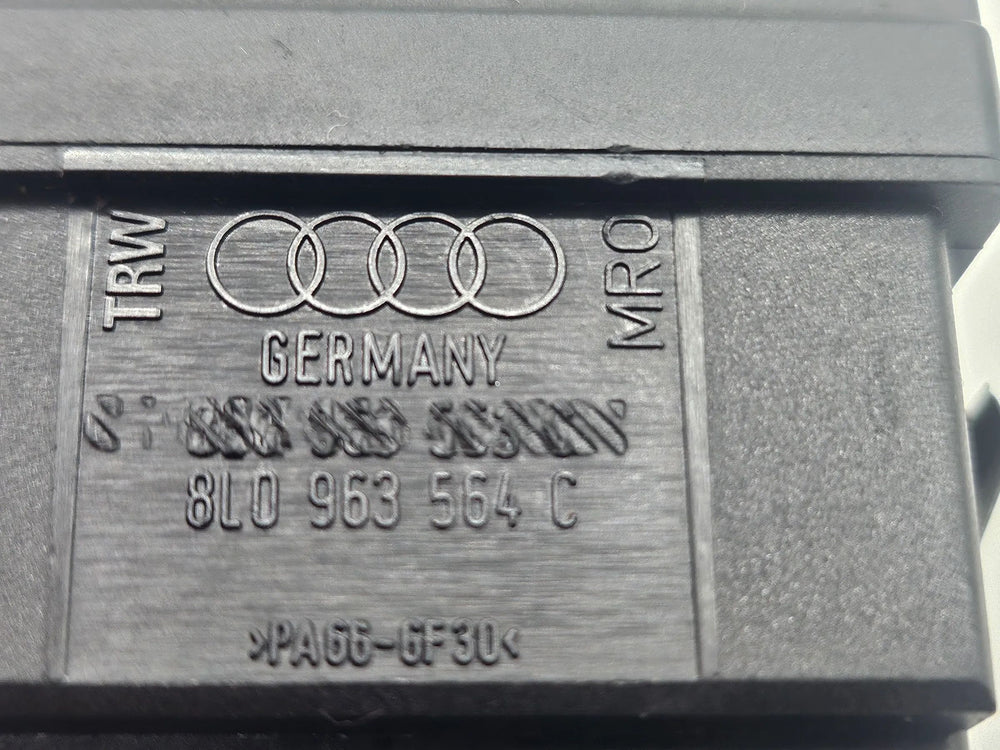 TRW
MRO
GERMANY
8L0 963 564 C
>PA66-GF30<